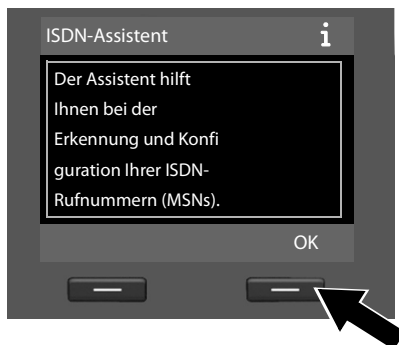 ISDN-Assistent i
Der Assistent hilft
Ihnen bei der
Erkennung und Konfi
guration Ihrer ISDN-
Rufnummern (MSNs).
OK